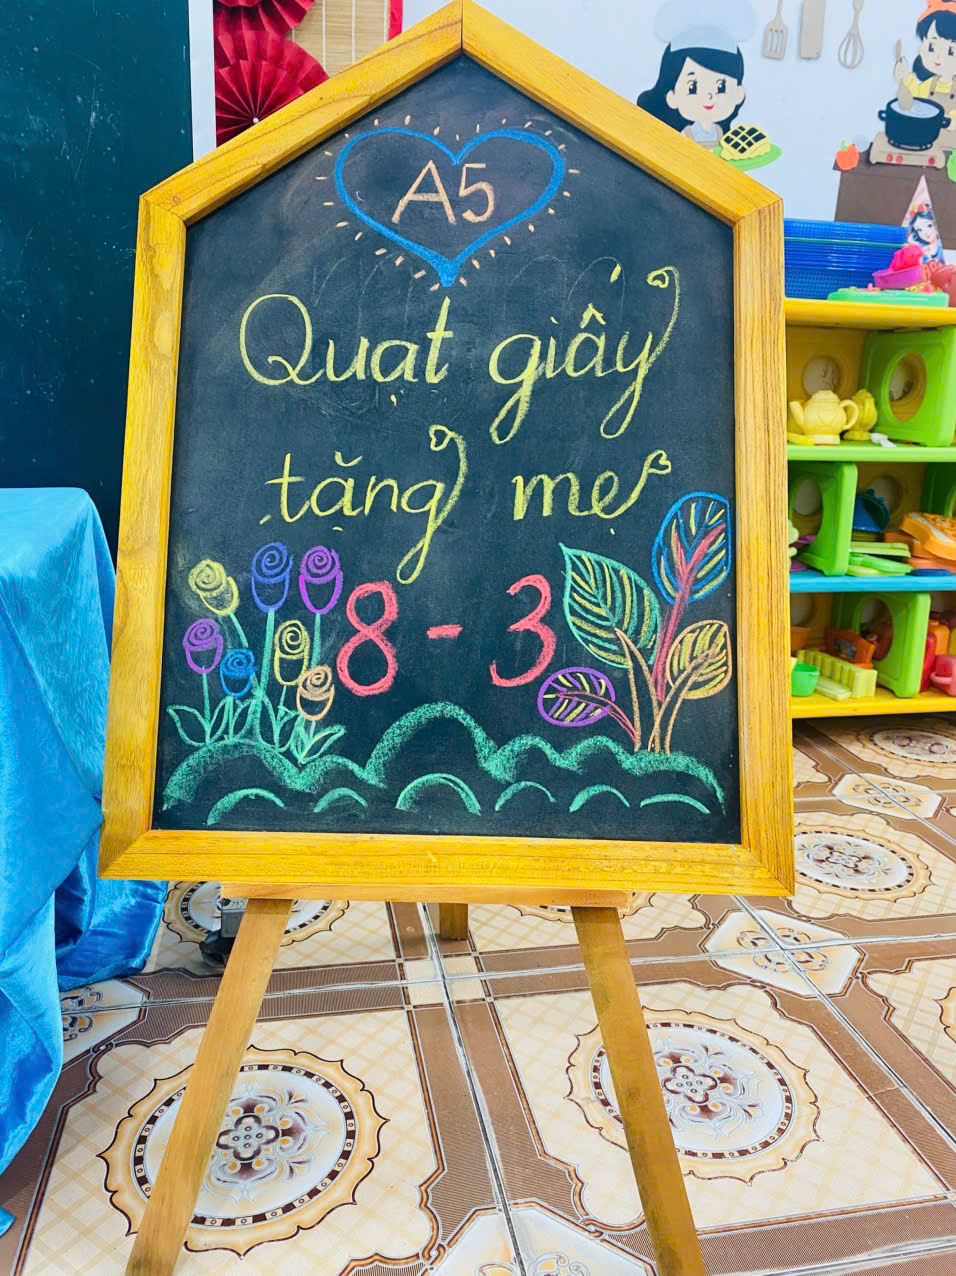 A5
Quạt giấy
tặng mẹ
8 - 3